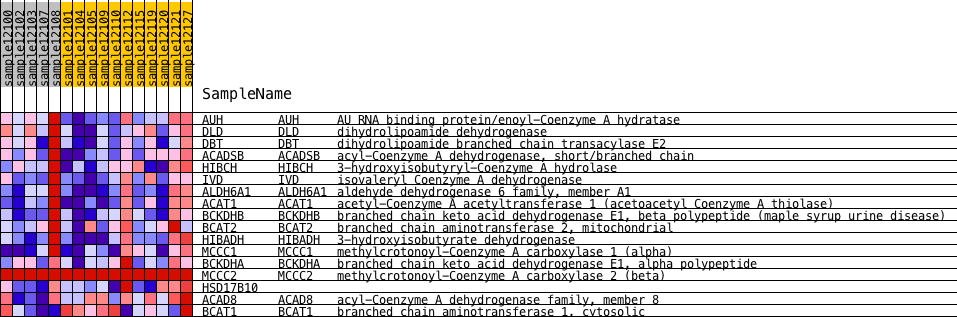 sample12100
sample12102
sample12103
sample12107
sample12108
sample12101
sample12104
sample12105
sample12109
sample12110
sample12112
sample12115
sample12119
sample12120
sample12121
sample12127
SampleName
AUH AUH AU RNA binding protein/enoyl-Coenzyme A hydratase
DLD DLD dihydrolipoamide dehydrogenase
DBT DBT dihydrolipoamide branched chain transacylase E2
ACADSB ACADSB acyl-Coenzyme A dehydrogenase, short/branched chain
HIBCH HIBCH 3-hydroxyisobutyryl-Coenzyme A hydrolase
IVD IVD isovaleryl Coenzyme A dehydrogenase
ALDH6A1 ALDH6A1 aldehyde dehydrogenase 6 family, member A1
ACAT1 ACAT1 acetyl-Coenzyme A acetyltransferase 1 (acetoacetyl Coenzyme A thiolase)
BCKDHB BCKDHB branched chain keto acid dehydrogenase E1, beta polypeptide (maple syrup urine disease)
BCAT2 BCAT2 branched chain aminotransferase 2, mitochondrial
HIBADH HIBADH 3-hydroxyisobutyrate dehydrogenase
MCCC1 MCCC1 methylcrotonoyl-Coenzyme A carboxylase 1 (alpha)
BCKDHA BCKDHA branched chain keto acid dehydrogenase E1, alpha polypeptide
MCCC2 MCCC2 methylcrotonoyl-Coenzyme A carboxylase 2 (beta)
HSD17B10
ACAD8 ACAD8 acyl-Coenzyme A dehydrogenase family, member 8
BCAT1 BCAT1 branched chain aminotransferase 1, cytosolic